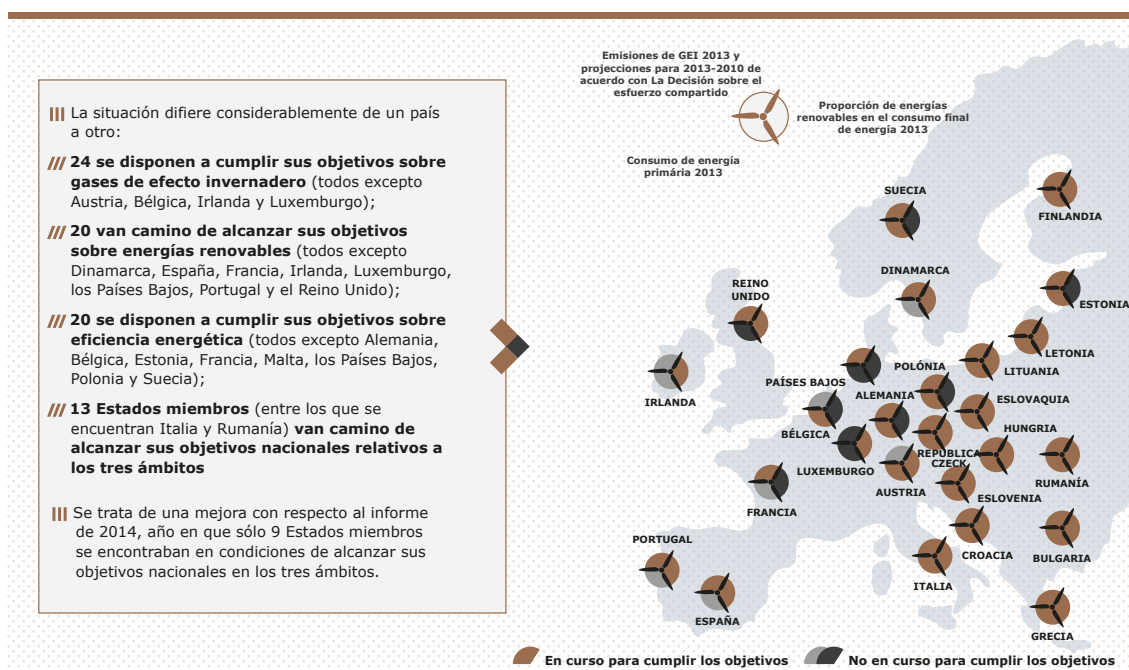 La situación difiere considerablemente de un país
a otro:
24 se disponen a cumplir sus objetivos sobre
gases de efecto invernadero (todos excepto
Austria, Bélgica, Irlanda y Luxemburgo);
20 van camino de alcanzar sus objetivos
sobre energías renovables (todos excepto
Dinamarca, España, Francia, Irlanda, Luxemburgo,
los Países Bajos, Portugal y el Reino Unido);
20 se disponen a cumplir sus objetivos sobre
eficiencia energética (todos excepto Alemania,
Bélgica, Estonia, Francia, Malta, los Países Bajos,
Polonia y Suecia);
13 Estados miembros (entre los que se
encuentran Italia y Rumanía) van camino de
alcanzar sus objetivos nacionales relativos a
los tres ámbitos
Se trata de una mejora con respecto al informe
de 2014, año en que sólo 9 Estados miembros
se encontraban en condiciones de alcanzar sus
objetivos nacionales en los tres ámbitos.
Emisiones de GEI 2013 y
projecciones para 2013-2010 de
acuerdo con La Decisión sobre el
esfuerzo compartido
Proporción de energías
renovables en el consumo final
de energía 2013
Consumo de energía
primária 2013
SUECIA
FINLANDIA
DINAMARCA
REINO
UNIDO
ESTONIA
LETONIA
LITUANIA
POLÓNIA
PAÍSES BAJOS
ALEMANIA
IRLANDA
ESLOVAQUIA
HUNGRIA
BÉLGICA
REPÚBLICA
CZECK
LUXEMBURGO
AUSTRIA
RUMANÍA
ESLOVENIA
FRANCIA
PORTUGAL
CROACIA
BULGARIA
ITALIA
ESPAÑA
GRECIA
En curso para cumplir los objetivos
No en curso para cumplir los objetivos